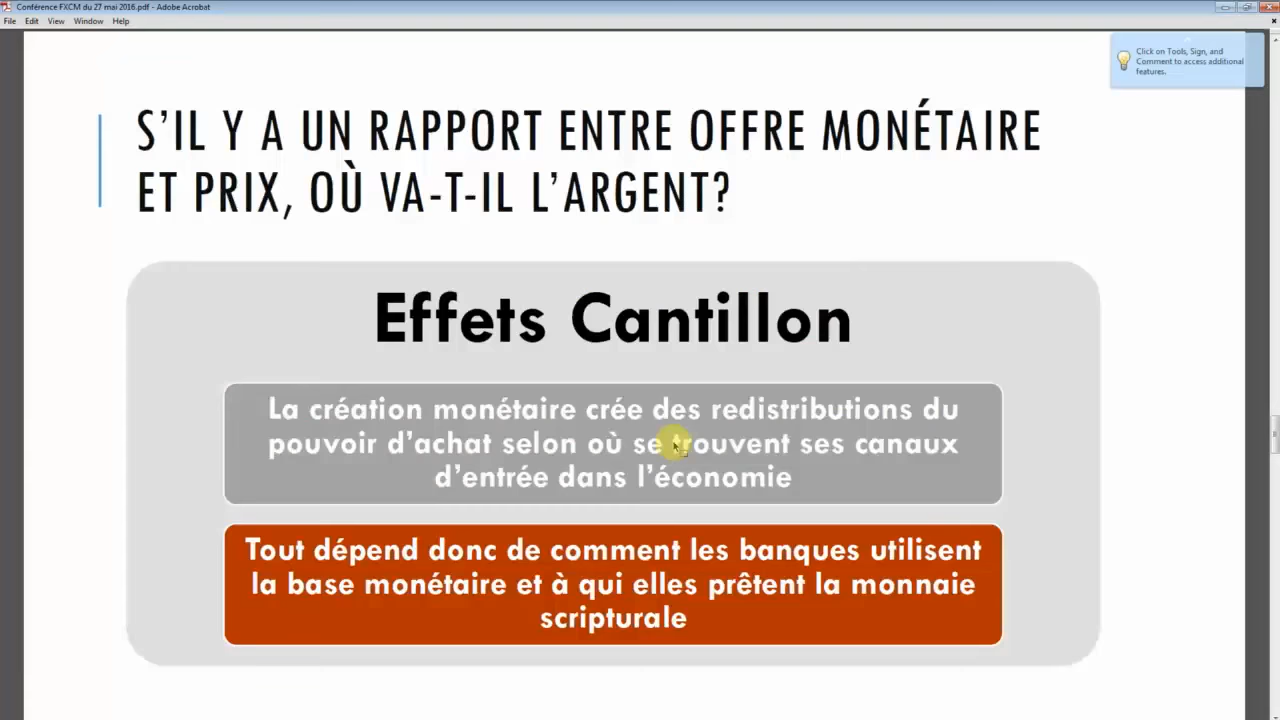 Conférence FXCM du 27 mai 2016.pdf - Adobe Acrobat
File Edit View Window Help
Click on Tools, Sign, and
Comment to access additional
features.
S’IL Y A UN RAPPORT ENTRE OFFRE MONÉTAIRE
ET PRIX, OÙ VA-T-IL L’ARGENT?
Effets Cantillon
La création monétaire crée des redistributions du
pouvoir d’achat selon où se trouvent ses canaux
d’entrée dans l’économie
Tout dépend donc de comment les banques utilisent
la base monétaire et à qui elles prêtent la monnaie
scripturale